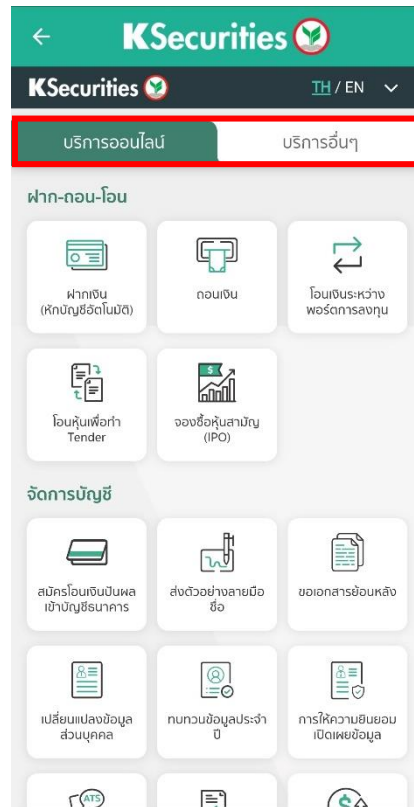 KSecurities
KSecurities TH / EN
บริการออนไลน์ บริการอื่นๆ
ฝาก-ถอน-โอน
ฝากเงิน
(หักบัญชีอัตโนมัติ)
ถอนเงิน
โอนเงินระหว่าง
พอร์ตการลงทุน
โอนหุ้นเพื่อทำ
Tender
จองซื้อหุ้นสามัญ
(IPO)
จัดการบัญชี
สมัครโอนเงินปันผล
เข้าบัญชีธนาคาร
ส่งตัวอย่างลายมือ
ชื่อ
ขอเอกสารย้อนหลัง
เปลี่ยนแปลงข้อมูล
ส่วนบุคคล
ทบทวนข้อมูลประจำ
ปี
การให้ความยินยอม
เปิดเผยข้อมูล
ATS